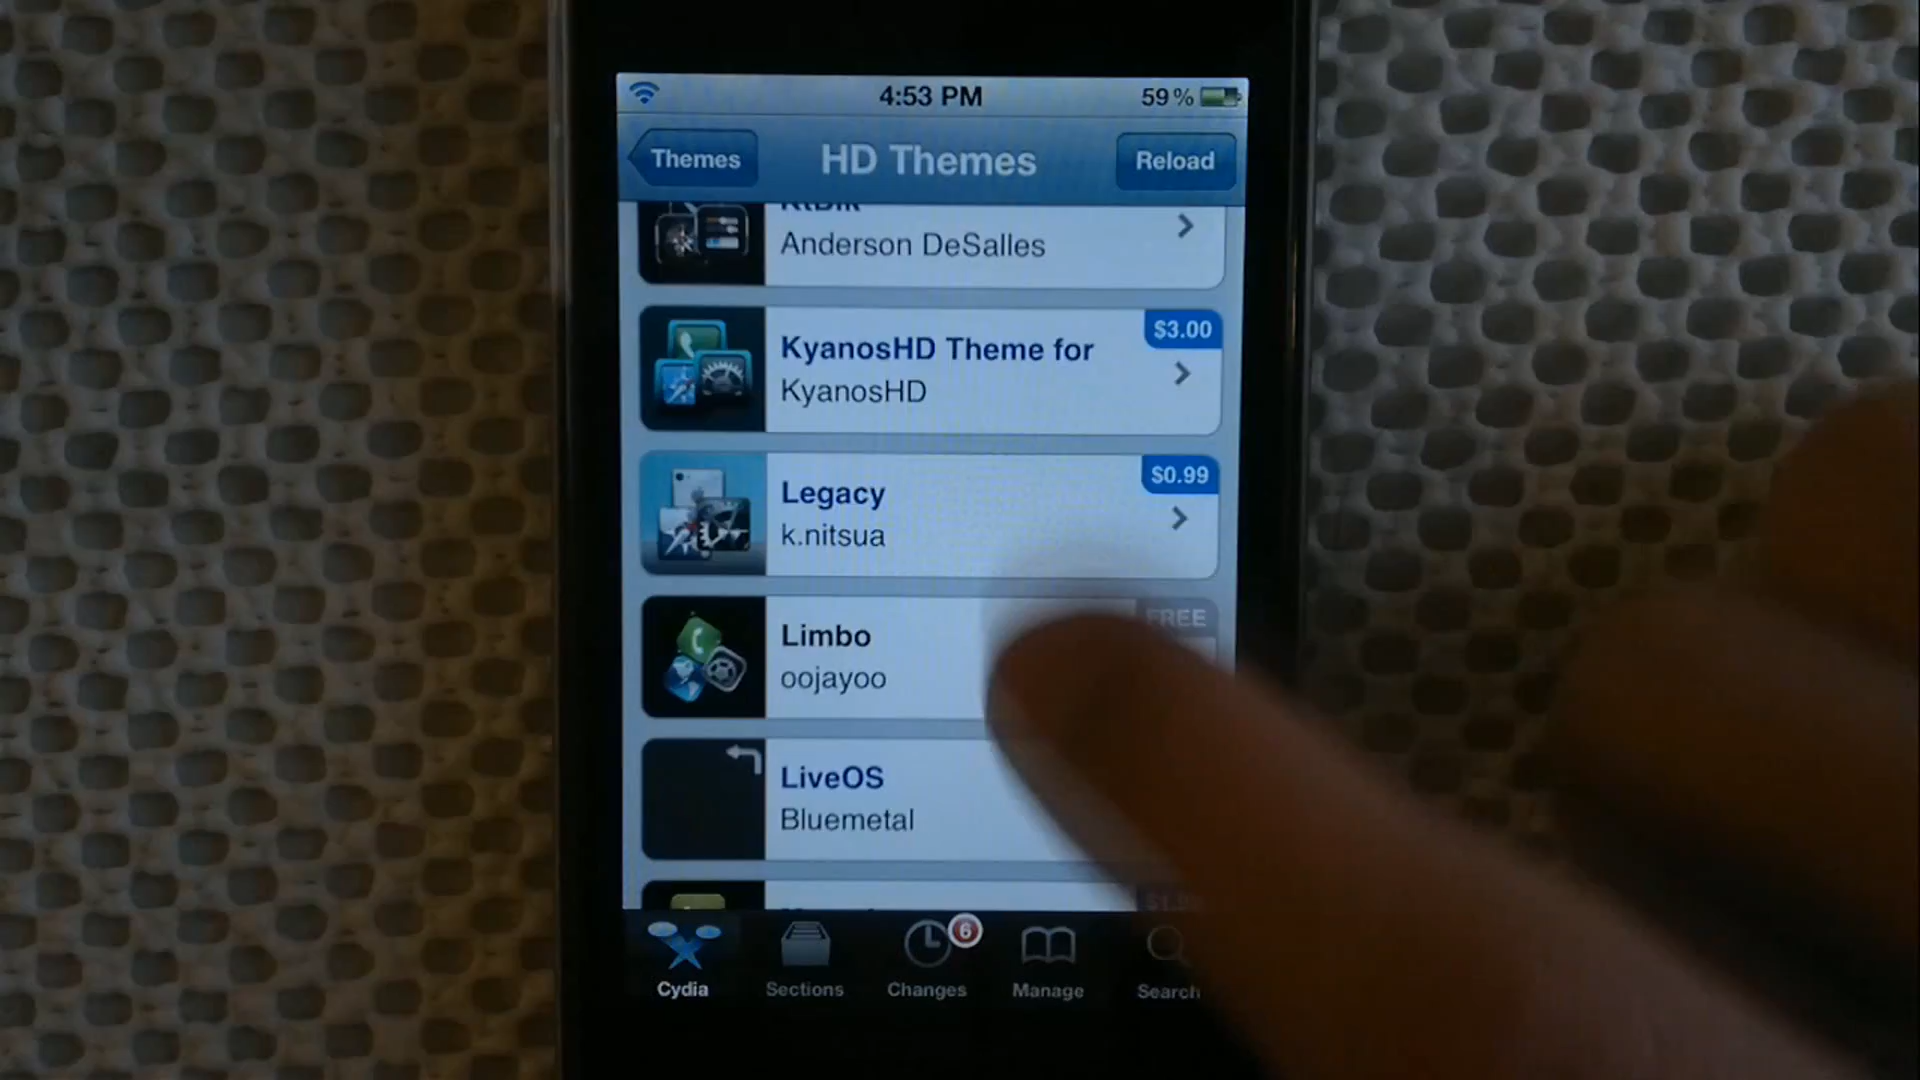 4:53 PM
59%
Themes
HD Themes
Reload
Anderson DeSalles
KyanosHD Theme for
$3.00
KyanosHD
Legacy
$0.99
k.nitsua
Limbo
FREE
oojayoo
LiveOS
Bluemetal
6
Cydia
Sections
Changes
Manage
Search